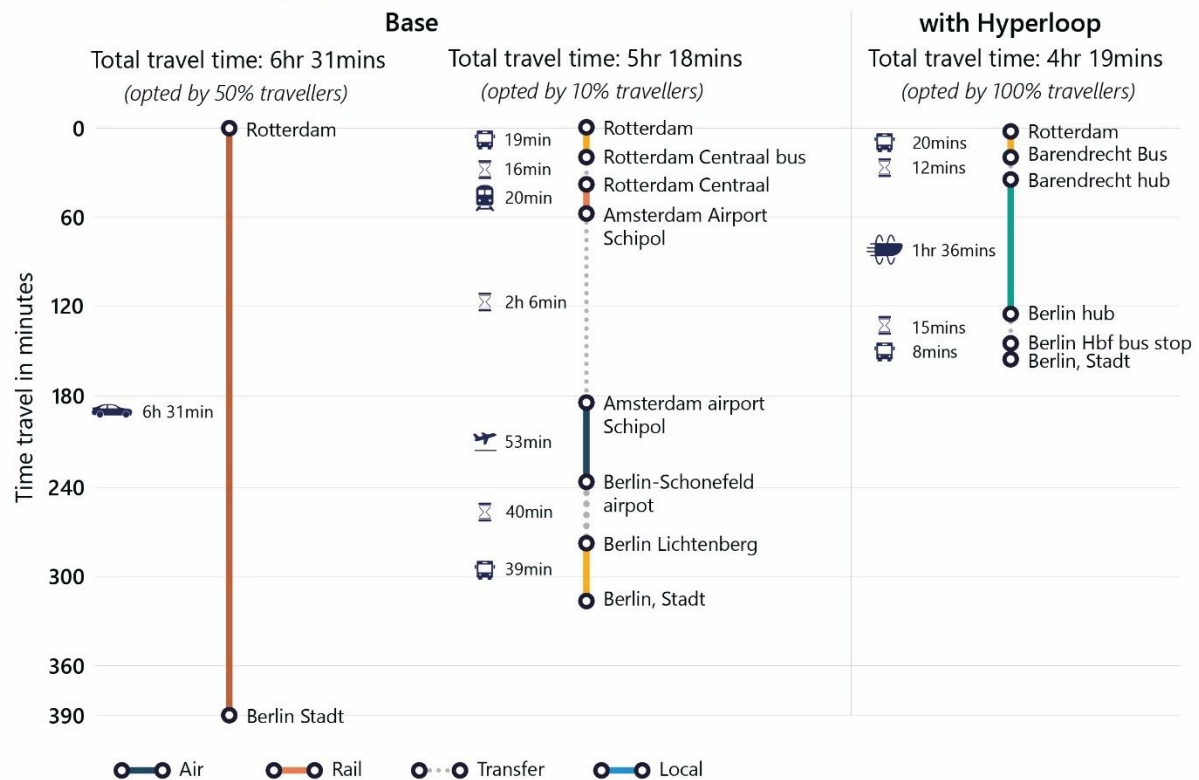 Base
with Hyperloop
Total travel time: 6hr 31mins
(opted by 50% travellers)
Total travel time: 5hr 18mins
(opted by 10% travellers)
Total travel time: 4hr 19mins
(opted by 100% travellers)
Time travel in minutes
0
60
120
180
240
300
360
390
6h 31min
Rotterdam
Berlin Stadt
19min
16min
20min
2h 6min
53min
40min
39min
Rotterdam
Rotterdam Centraal bus
Rotterdam Centraal
Amsterdam Airport
Schipol
Amsterdam airport
Schipol
Berlin-Schonefeld
airpot
Berlin Lichtenberg
Berlin, Stadt
20mins
12mins
1hr 36mins
15mins
8mins
Rotterdam
Barendrecht Bus
Barendrecht hub
Berlin hub
Berlin Hbf bus stop
Berlin, Stadt
Air
Rail
Transfer
Local